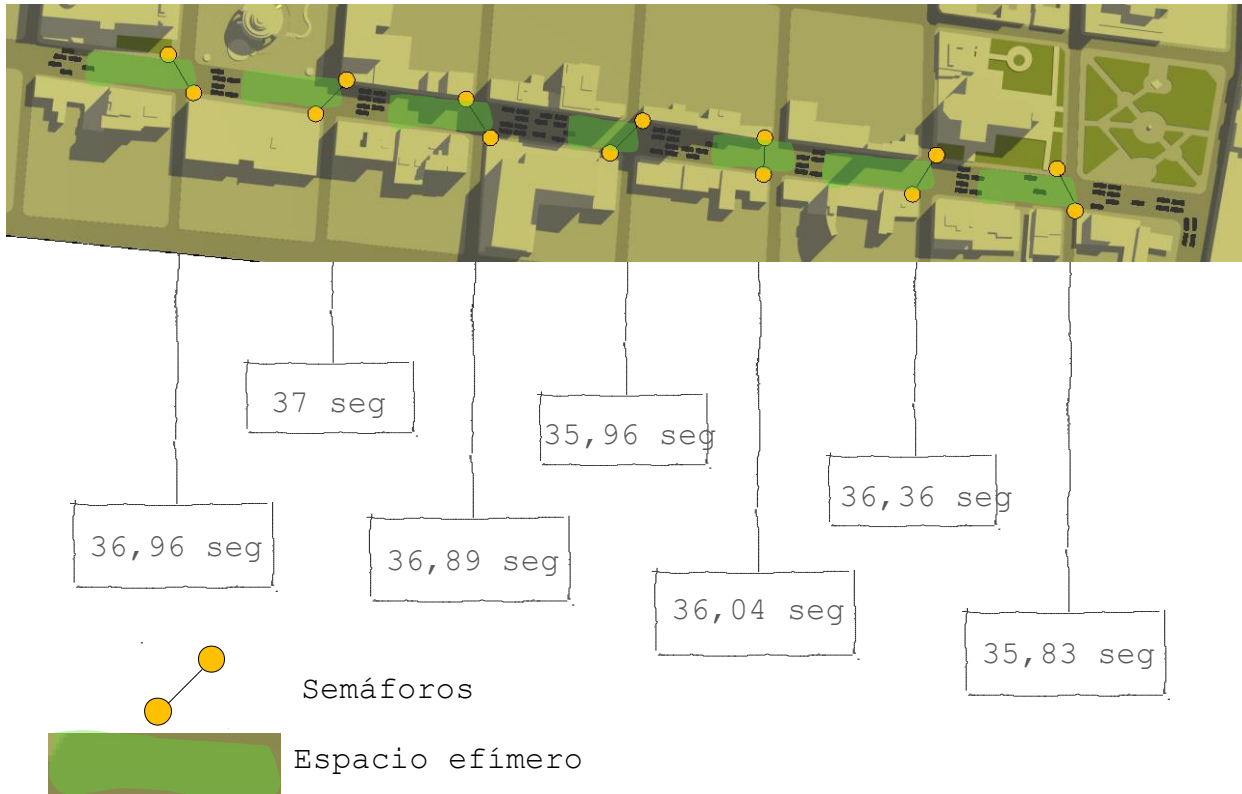 37 seg
35,96 seg
36,36 seg
36,96 seg
36,89 seg
36,04 seg
35,83 seg
Semáforos
Espacio efímero